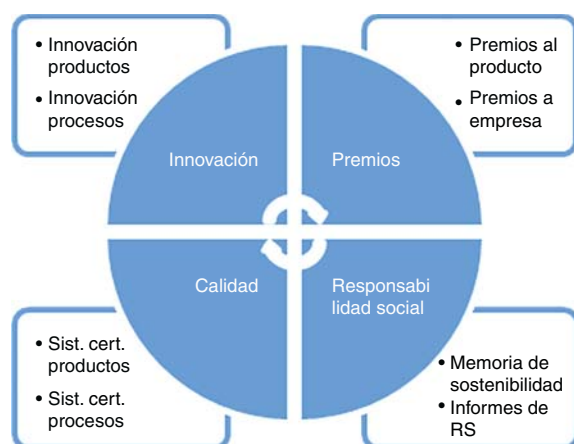 • Innovación
productos
• Innovación
procesos
• Premios al
producto
• Premios a
empresa
Innovación
Premios
Calidad
Responsabi
lidad social
• Sist. cert.
productos
• Sist. cert.
procesos
• Memoria de
sostenibilidad
• Informes de
RS